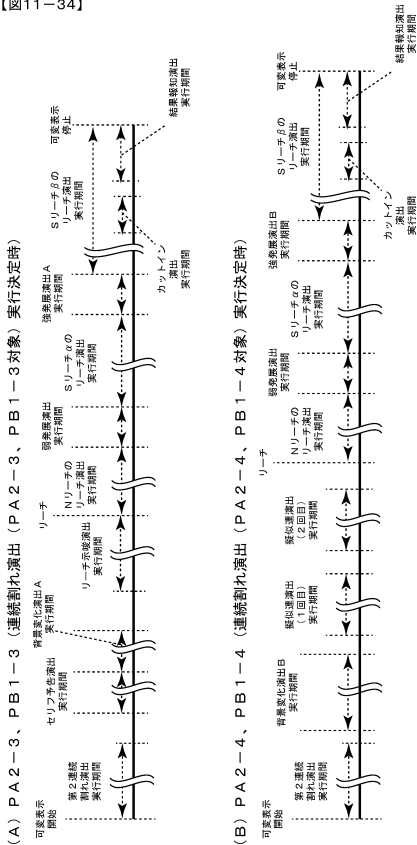 【図11－34】
（A）PA2－3、PB1－3（連続割れ演出（PA2－3、PB1－3対象）実行決定時）
可変表示
開始
第2連続
割れ演出
実行期間
セリフ予告演出
実行期間
背景変化演出A
実行期間
リーチ示唆演出
実行期間
リーチ
Nリーチの
リーチ演出
実行期間
弱発展演出
実行期間
Sリーチαの
リーチ演出
実行期間
強発展演出A
実行期間
Sリーチβの
リーチ演出
実行期間
カットイン
演出
実行期間
可変表示
停止
結果報知演出
実行期間
（B）PA2－4、PB1－4（連続割れ演出（PA2－4、PB1－4対象）実行決定時）
可変表示
開始
第2連続
割れ演出
実行期間
背景変化演出B
実行期間
擬似連演出
（1回目）
実行期間
擬似連演出
（2回目）
実行期間
リーチ
Nリーチの
リーチ演出
実行期間
弱発展演出
実行期間
Sリーチαの
リーチ演出
実行期間
強発展演出B
実行期間
Sリーチβの
リーチ演出
実行期間
カットイン
演出
実行期間
可変表示
停止
結果報知演出
実行期間